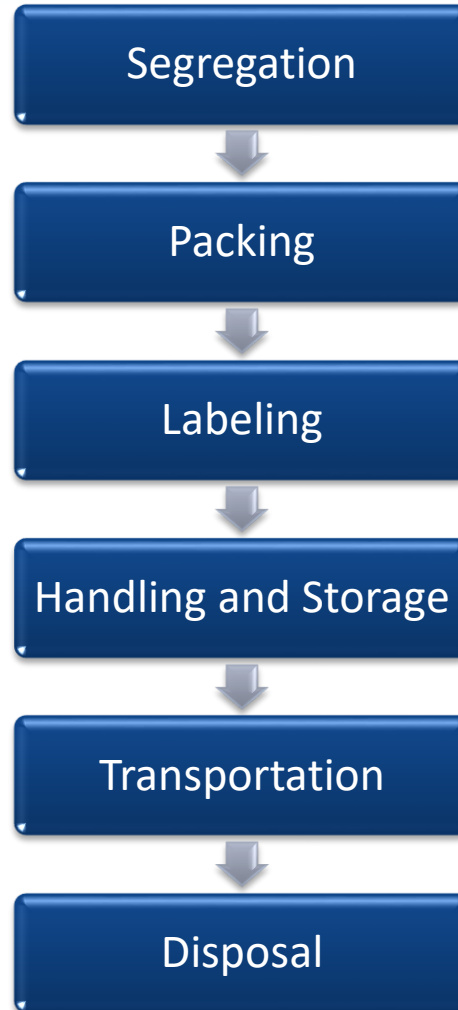 Segregation
Packing
Labeling
Handling and Storage
Transportation
Disposal